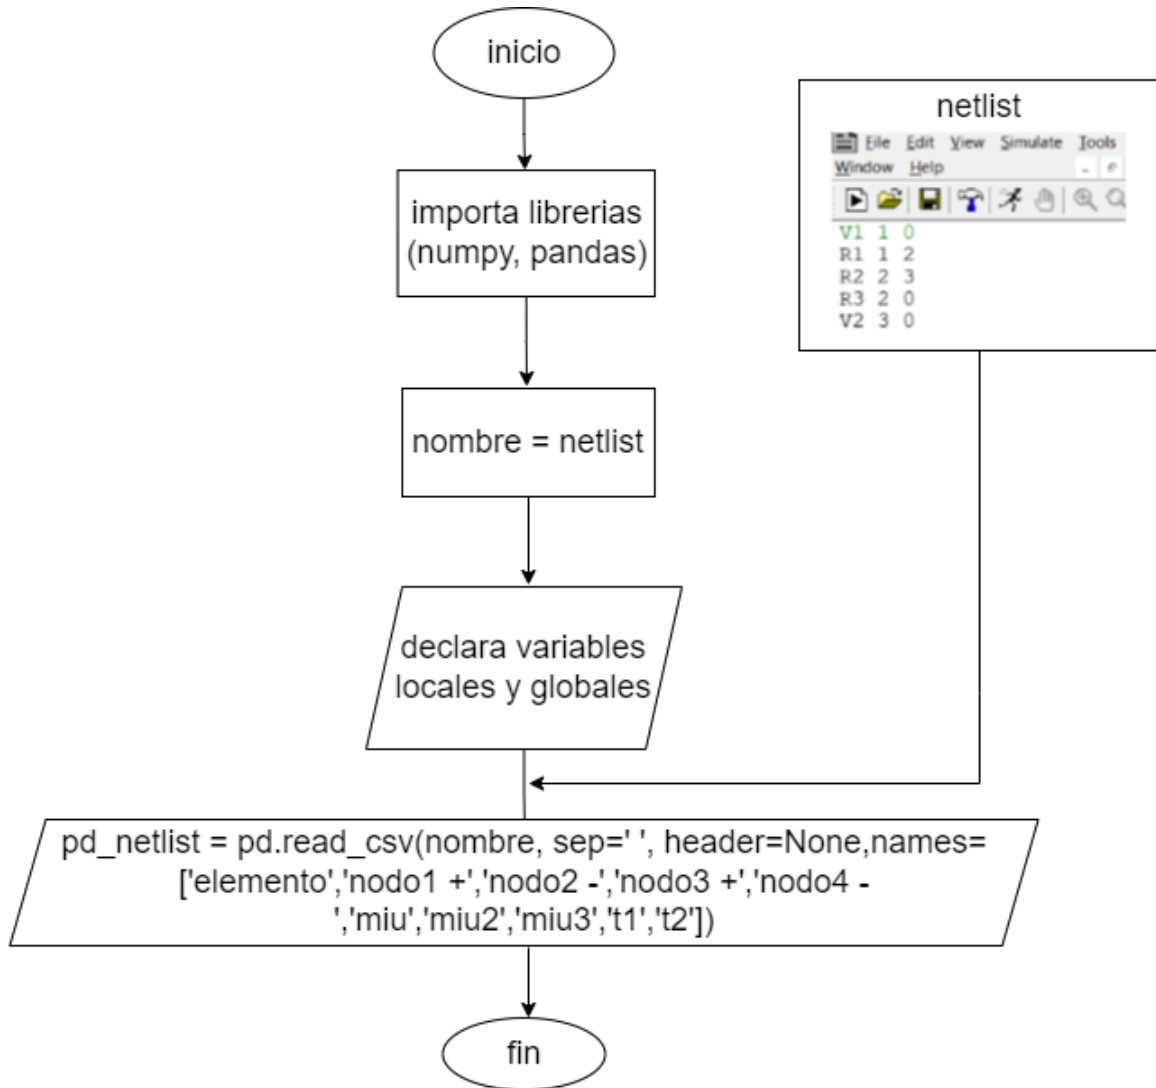 inicio
importa librerias
(numpy, pandas)
nombre = netlist
declara variables
locales y globales
netlist
File Edit View Simulate Tools
Window Help
V1 1 0
R1 1 2
R2 2 3
R3 2 0
V2 3 0
pd_netlist = pd.read_csv(nombre, sep=' ', header=None,names=
['elemento','nodo1 +','nodo2 -','nodo3 +','nodo4 -
','miu','miu2','miu3','t1','t2'])
fin